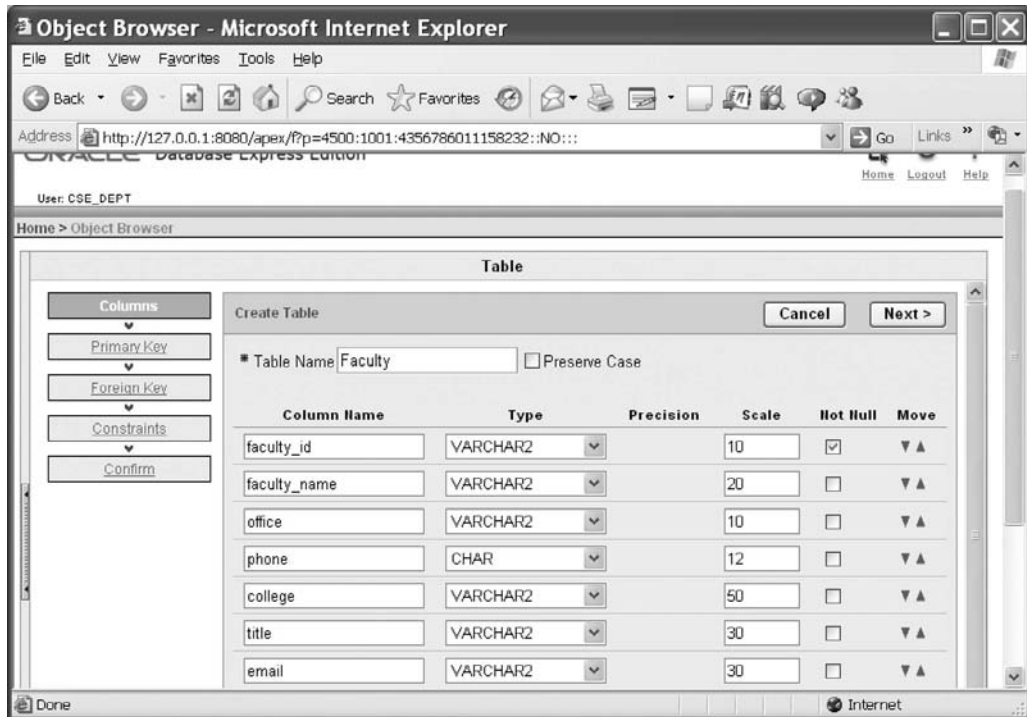 Object Browser - Microsoft Internet Explorer
File Edit View Favorites Tools Help
Back Search Favorites
Address http://127.0.0.1:8080/apex/f?p=4500:1001:4356786011158232::NO::: Go Links »
ORACLE Database Express Edition
Home Logout Help
User: CSE_DEPT
Home > Object Browser
Table
Columns
Primary Key
Foreign Key
Constraints
Confirm
Create Table Cancel Next >
* Table Name Faculty Preserve Case
Column Name Type Precision Scale Not Null Move
faculty_id VARCHAR2 10
faculty_name VARCHAR2 20
office VARCHAR2 10
phone CHAR 12
college VARCHAR2 50
title VARCHAR2 30
email VARCHAR2 30
Done Internet